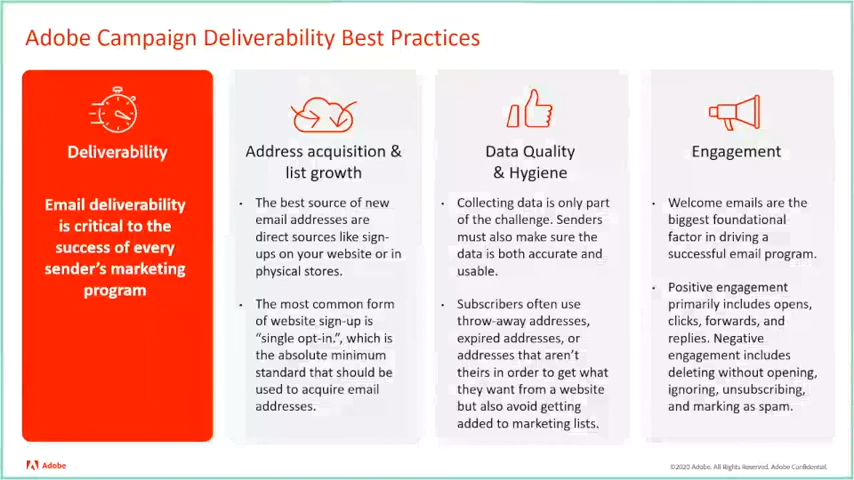 Adobe Campaign Deliverability Best Practices
Deliverability
Email deliverability
is critical to the
success of every
sender's marketing
program
Address acquisition &
list growth
• The best source of new
email addresses are
direct sources like sign-
ups on your website or in
physical stores.
• The most common form
of website sign-up is
“single opt-in.”, which is
the absolute minimum
standard that should be
used to acquire email
addresses.
Data Quality
& Hygiene
• Collecting data is only part
of the challenge. Senders
must also make sure the
data is both accurate and
usable.
• Subscribers often use
throw-away addresses,
expired addresses, or
addresses that aren't
theirs in order to get what
they want from a website
but also avoid getting
added to marketing lists.
Engagement
• Welcome emails are the
biggest foundational
factor in driving a
successful email program.
• Positive engagement
primarily includes opens,
clicks, forwards, and
replies. Negative
engagement includes
deleting without opening,
ignoring, unsubscribing,
and marking as spam.
Adobe
©2020 Adobe. All Rights Reserved. Adobe Confidential.